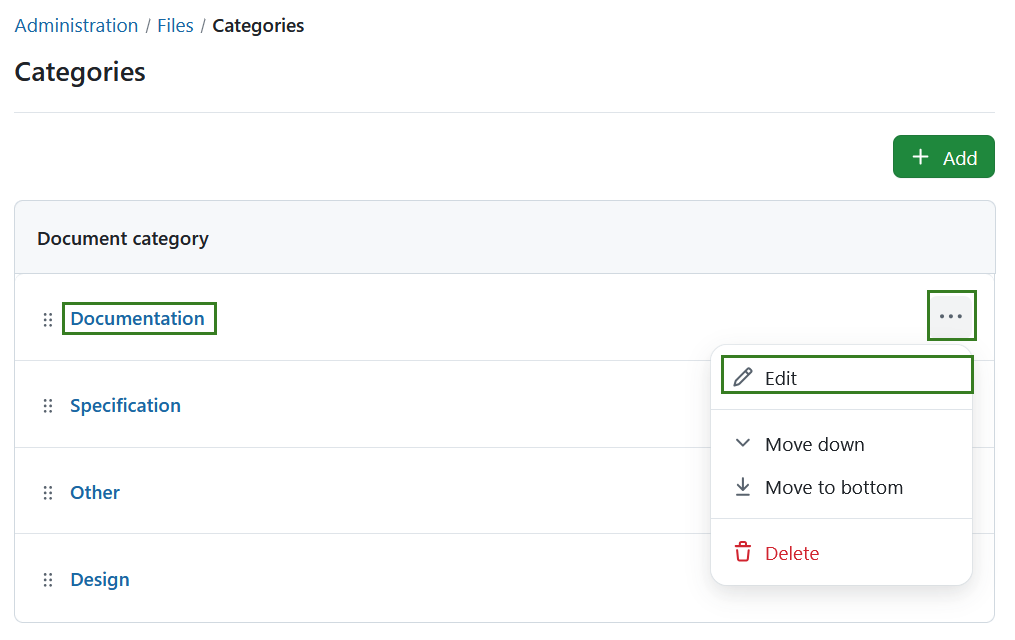 Administration / Files / Categories
Categories
Add
Document category
Documentation
Edit
Specification
Move down
Move to bottom
Other
Delete
Design